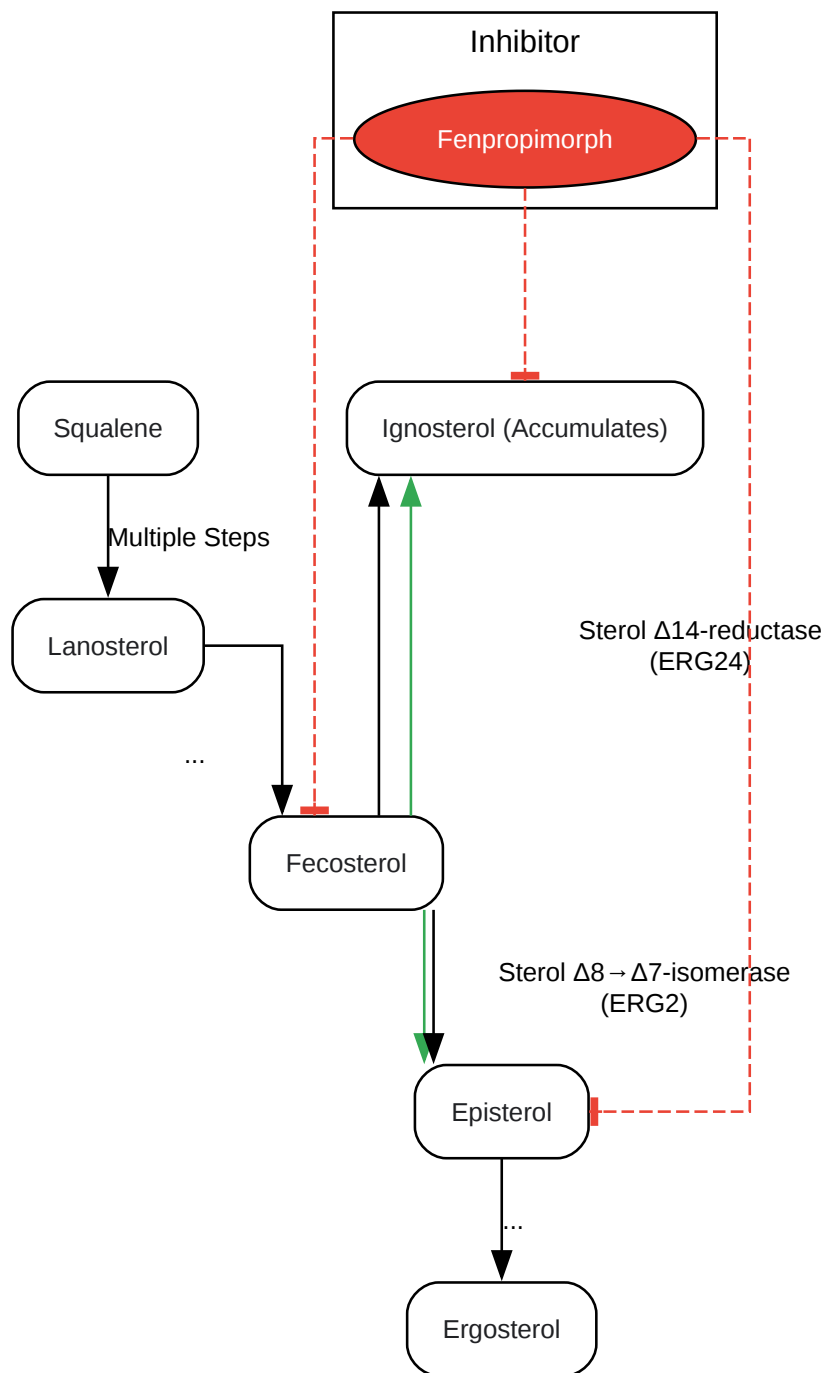 Inhibitor
Fenpropimorph
Squalene
Ignosterol (Accumulates)
Multiple Steps
Lanosterol
Sterol Δ14-reductase
(ERG24)
...
Fecosterol
Sterol Δ8→Δ7-isomerase
(ERG2)
Episterol
...
Ergosterol